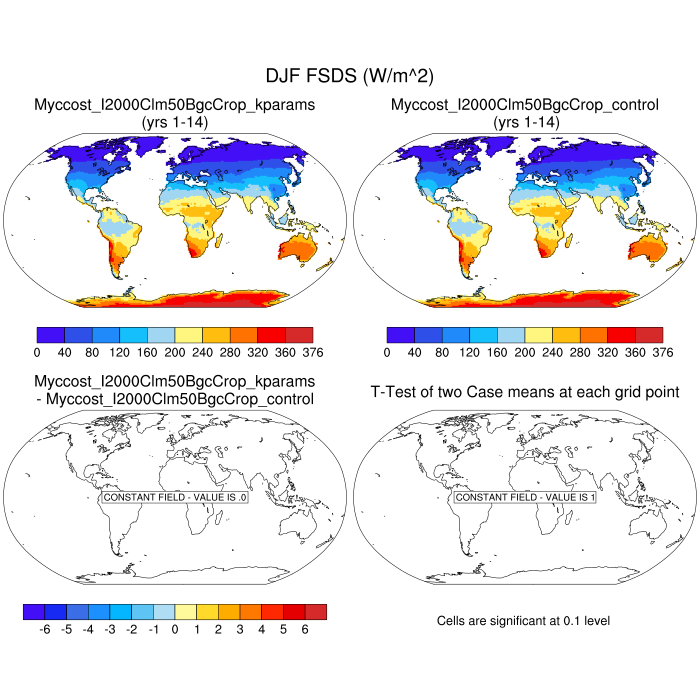 DJF FSDS (W/m^2)
Myccost_I2000Clm50BgcCrop_kparams
(yrs 1-14)
Myccost_I2000Clm50BgcCrop_control
(yrs 1-14)
0 40 80 120 160 200 240 280 320 360 376
0 40 80 120 160 200 240 280 320 360 376
Myccost_I2000Clm50BgcCrop_kparams
- Myccost_I2000Clm50BgcCrop_control
T-Test of two Case means at each grid point
CONSTANT FIELD - VALUE IS .0
CONSTANT FIELD - VALUE IS 1
-6 -5 -4 -3 -2 -1 0 1 2 3 4 5 6
Cells are significant at 0.1 level